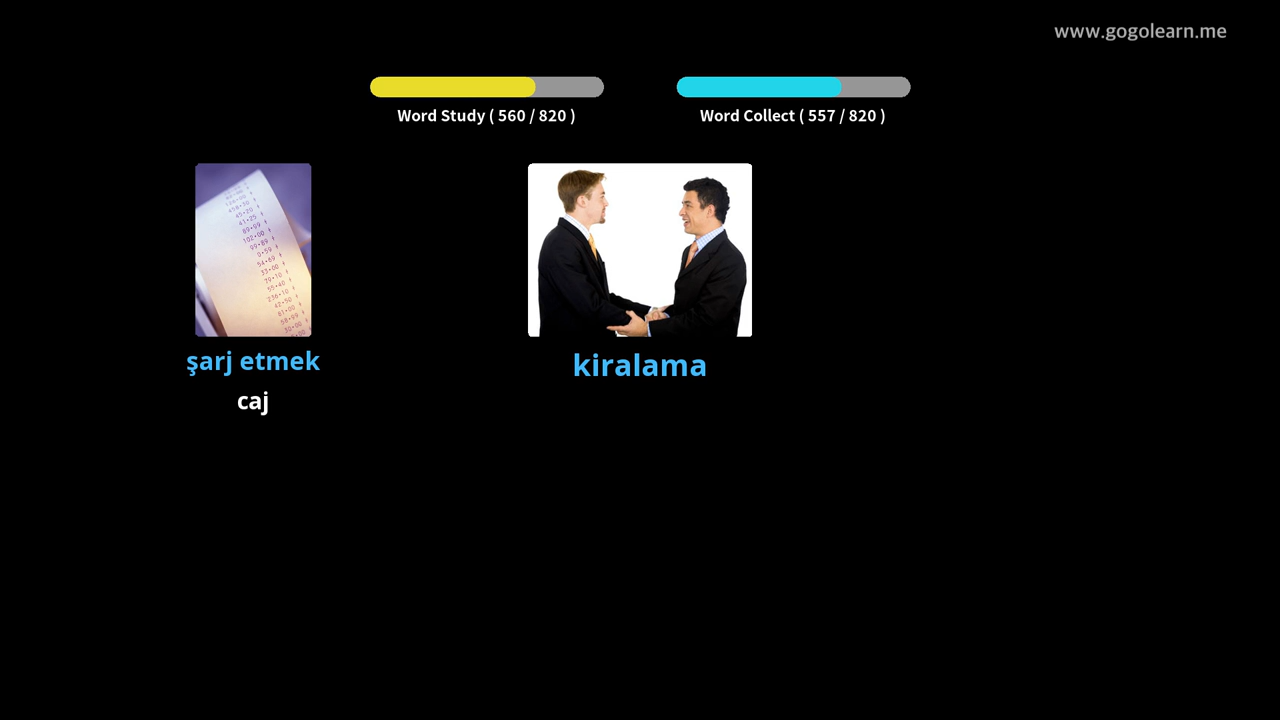 www.gogolearn.me
Word Study ( 560 / 820 )
Word Collect ( 557 / 820 )
şarj etmek
caj
kiralama